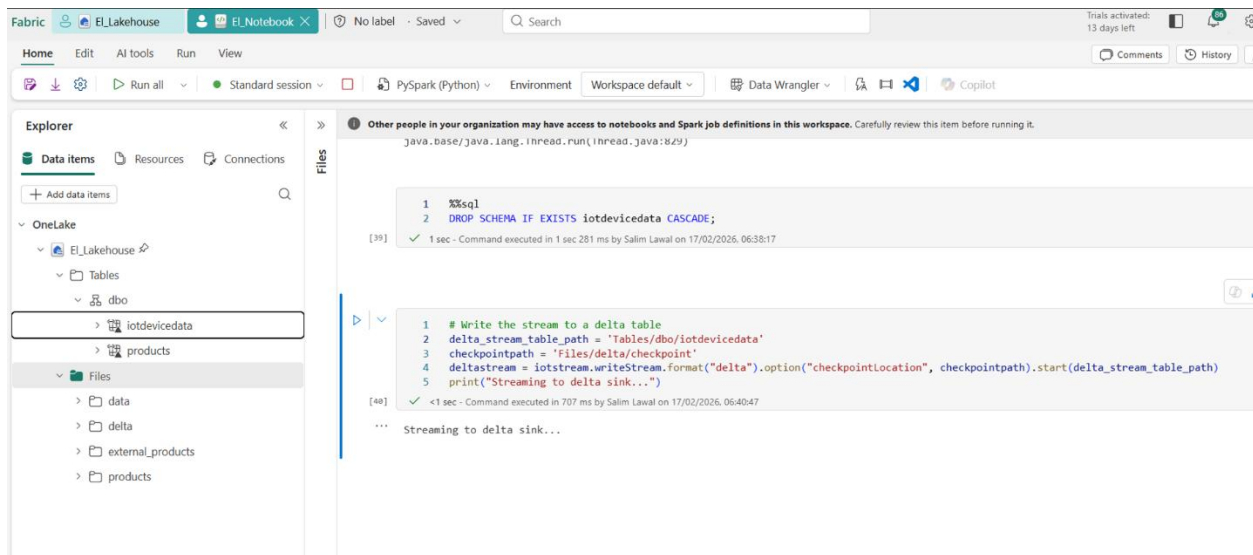 Fabric El_Lakehouse El_Notebook No label · Saved Search Trials activated: 13 days left 86
Home Edit AI tools Run View Comments History
Run all Standard session PySpark (Python) Environment Workspace default Data Wrangler Copilot
Explorer
Data items Resources Connections
Add data items
OneLake
El_Lakehouse
Tables
dbo
iotdevicedata
products
Files
data
delta
external_products
products
Files
Other people in your organization may have access to notebooks and Spark job definitions in this workspace. Carefully review this item before running it.
java.base/java.lang.Thread.run(Thread.java:829)
1 %%sql
2 DROP SCHEMA IF EXISTS iotdevicedata CASCADE;
[39] 1 sec - Command executed in 1 sec 281 ms by Salim Lawal on 17/02/2026, 06:38:17
1 # Write the stream to a delta table
2 delta_stream_table_path = 'Tables/dbo/iotdevicedata'
3 checkpointpath = 'Files/delta/checkpoint'
4 deltastream = iotstream.writeStream.format("delta").option("checkpointLocation", checkpointpath).start(delta_stream_table_path)
5 print("Streaming to delta sink...")
[40] <1 sec - Command executed in 707 ms by Salim Lawal on 17/02/2026, 06:40:47
... Streaming to delta sink...